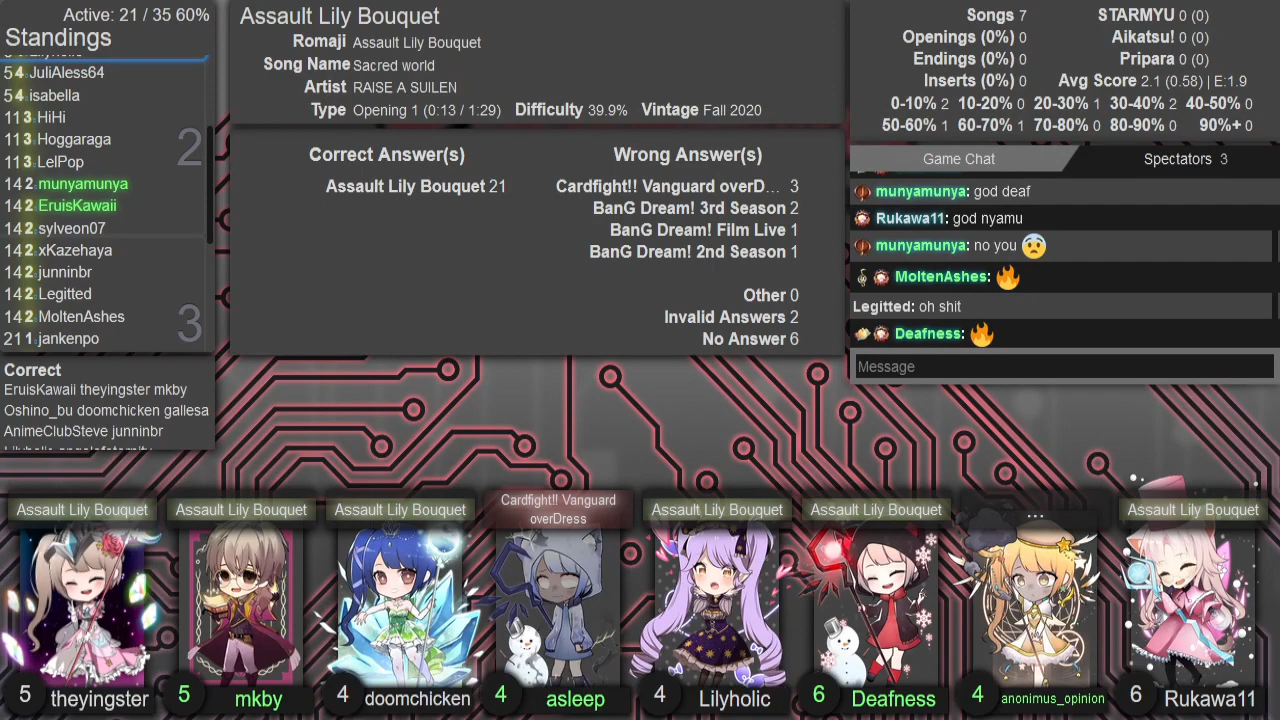 Active: 21 / 35 60%
Standings
5 4 JuliAless64
5 4 isabella
11 3 HiHi
11 3 Hoggaraga
11 3 LelPop
2
14 2 munyamunya
14 2 EruisKawaii
14 2 sylveon07
14 2 xKazehaya
14 2 junninbr
14 2 Legitted
14 2 MoltenAshes
3
21 1 jankenpo
Correct
EruisKawaii theyingster mkby
Oshino_bu doomchicken gallesa
AnimeClubSteve junninbr
Assault Lily Bouquet
Romaji Assault Lily Bouquet
Song Name Sacred world
Artist RAISE A SUILEN
Type Opening 1 (0:13 / 1:29) Difficulty 39.9% Vintage Fall 2020
Correct Answer(s)
Assault Lily Bouquet 21
Wrong Answer(s)
Cardfight!! Vanguard overD... 3
BanG Dream! 3rd Season 2
BanG Dream! Film Live 1
BanG Dream! 2nd Season 1
Other 0
Invalid Answers 2
No Answer 6
Songs 7 STARMYU 0 (0)
Openings (0%) 0 Aikatsu! 0 (0)
Endings (0%) 0 Pripara 0 (0)
Inserts (0%) 0 Avg Score 2.1 (0.58) | E:1.9
0-10% 2 10-20% 0 20-30% 1 30-40% 2 40-50% 0
50-60% 1 60-70% 1 70-80% 0 80-90% 0 90%+ 0
Game Chat Spectators 3
munyamunya: god deaf
Rukawa11: god nyamu
munyamunya: no you 😰
MoltenAshes: 🔥
Legitted: oh shit
Deafness: 🔥
Message
Assault Lily Bouquet
Assault Lily Bouquet
Assault Lily Bouquet
Cardfight!! Vanguard
overDress
Assault Lily Bouquet
Assault Lily Bouquet
...
Assault Lily Bouquet
5 theyingster
5 mkby
4 doomchicken
4 asleep
4 Lilyholic
6 Deafness
4 anonimus_opinion
6 Rukawa11